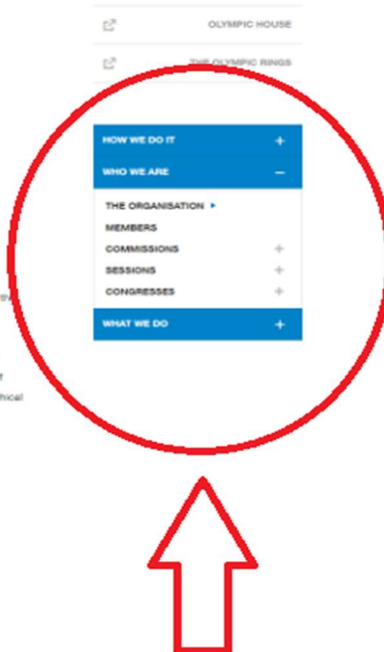 OLYMPIC HOUSE
THE OLYMPIC RINGS
HOW WE DO IT +
WHO WE ARE −
THE ORGANISATION
MEMBERS
COMMISSIONS +
SESSIONS +
CONGRESSES +
WHAT WE DO +